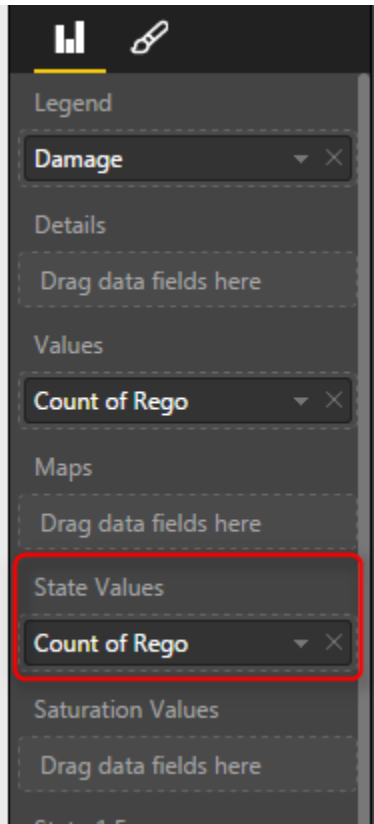 Legend
Damage
Details
Drag data fields here
Values
Count of Rego
Maps
Drag data fields here
State Values
Count of Rego
Saturation Values
Drag data fields here